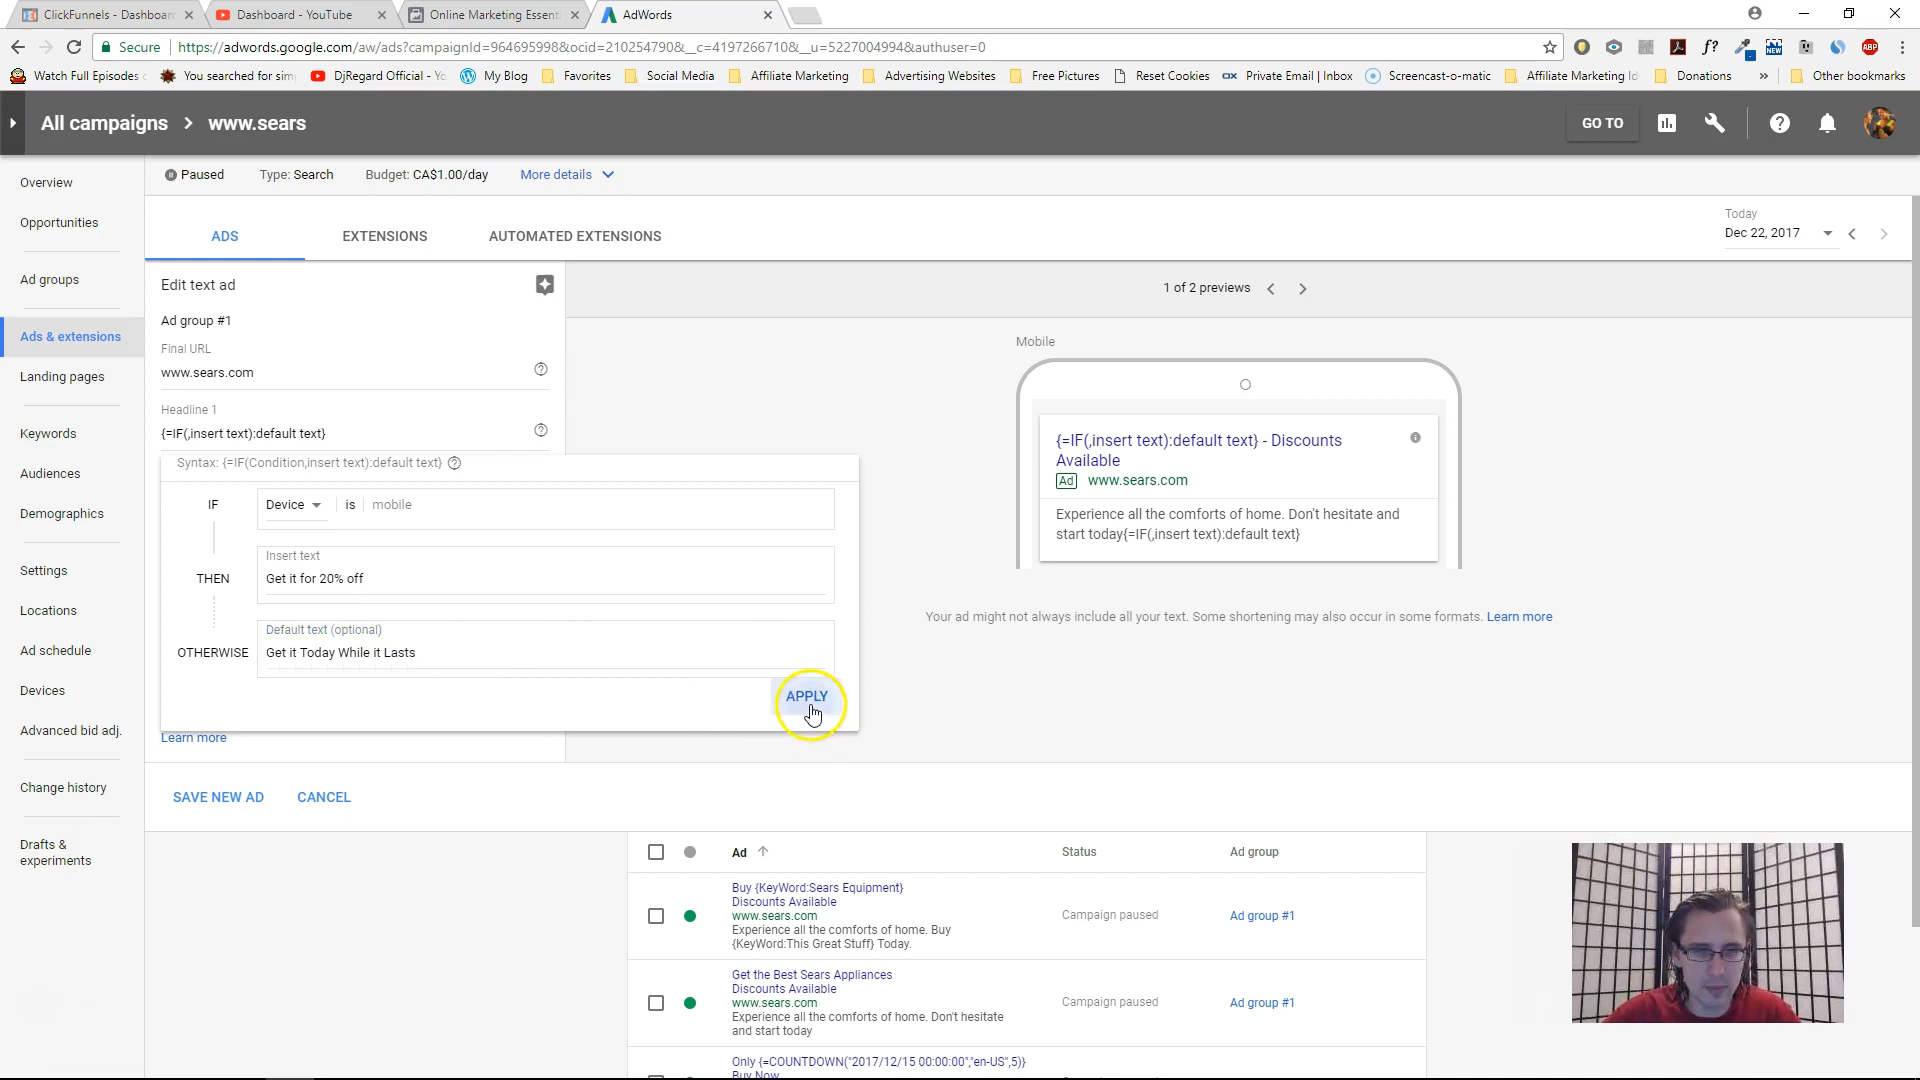 ClickFunnels - Dashboard
Dashboard - YouTube
Online Marketing Essent
AdWords
Secure
https://adwords.google.com/aw/ads?campaignId=964695998&ocid=210254790&__c=4197266710&__u=5227004994&authuser=0
Watch Full Episodes
You searched for sim
DjRegard Official - Yo
My Blog
Favorites
Social Media
Affiliate Marketing
Advertising Websites
Free Pictures
Reset Cookies
Private Email | Inbox
Screencast-o-matic
Affiliate Marketing Id
Donations
»
Other bookmarks
All campaigns > www.sears
GO TO
Paused
Type: Search
Budget: CA$1.00/day
More details
Overview
Opportunities
Ad groups
Ads & extensions
Landing pages
Keywords
Audiences
Demographics
Settings
Locations
Ad schedule
Devices
Advanced bid adj.
Change history
Drafts &
experiments
ADS
EXTENSIONS
AUTOMATED EXTENSIONS
Today
Dec 22, 2017
Edit text ad
Ad group #1
Final URL
www.sears.com
Headline 1
{=IF(,insert text):default text}
Syntax: {=IF(Condition,insert text):default text}
IF
Device
is
mobile
THEN
Insert text
Get it for 20% off
OTHERWISE
Default text (optional)
Get it Today While it Lasts
APPLY
Learn more
1 of 2 previews
Mobile
{=IF(,insert text):default text} - Discounts
Available
Ad www.sears.com
Experience all the comforts of home. Don't hesitate and
start today{=IF(,insert text):default text}
Your ad might not always include all your text. Some shortening may also occur in some formats. Learn more
SAVE NEW AD
CANCEL
Ad
Status
Ad group
Buy {KeyWord:Sears Equipment}
Discounts Available
www.sears.com
Experience all the comforts of home. Buy
{KeyWord:This Great Stuff} Today.
Campaign paused
Ad group #1
Get the Best Sears Appliances
Discounts Available
www.sears.com
Experience all the comforts of home. Don't hesitate
and start today
Campaign paused
Ad group #1
Only {=COUNTDOWN("2017/12/15 00:00:00","en-US",5)}
Buy Now